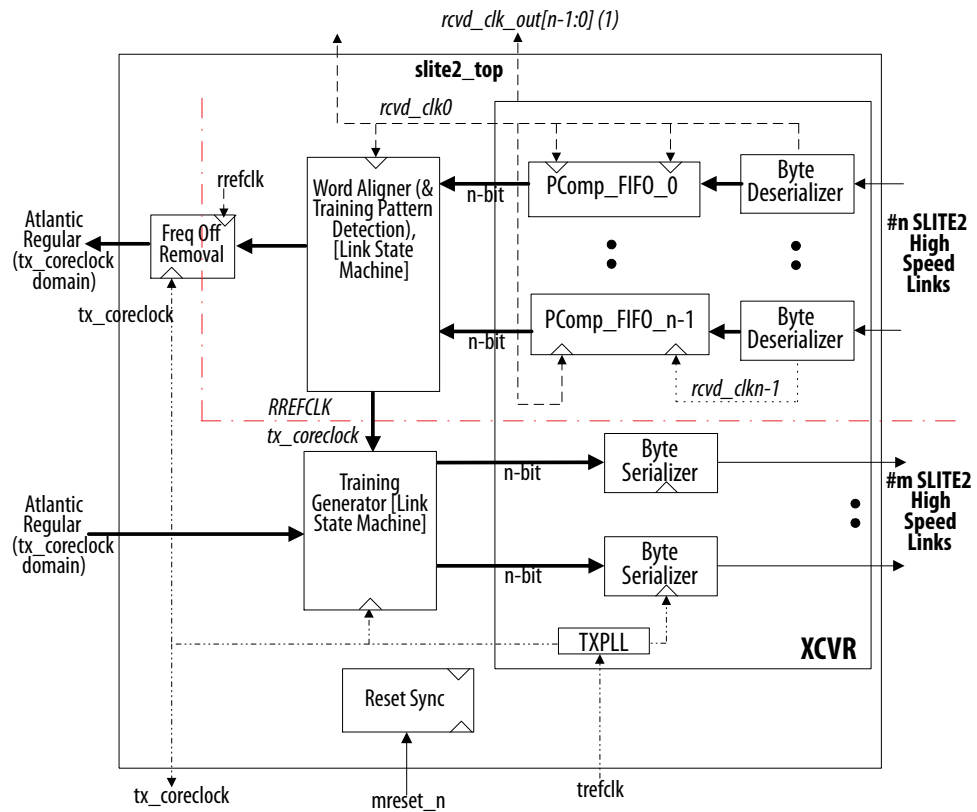 rcvd_clk_out[n-1:0] (1)
slite2_top
rcvd_clk0
rrefclk
Atlantic
Regular
(tx_coreclock
domain)
Freq Off
Removal
Word Aligner (&
Training Pattern
Detection),
[Link State
Machine]
n-bit
PComp_FIFO_0
Byte
Deserializer
#n SLITE2
High
Speed
Links
tx_coreclock
n-bit
PComp_FIFO_n-1
Byte
Deserializer
rcvd_clkn-1
RREFCLK
tx_coreclock
Training
Generator [Link
State Machine]
n-bit
Byte
Serializer
#m SLITE2
High
Speed
Links
Atlantic
Regular
(tx_coreclock
domain)
n-bit
Byte
Serializer
TXPLL
XCVR
Reset Sync
tx_coreclock
mreset_n
trefclk